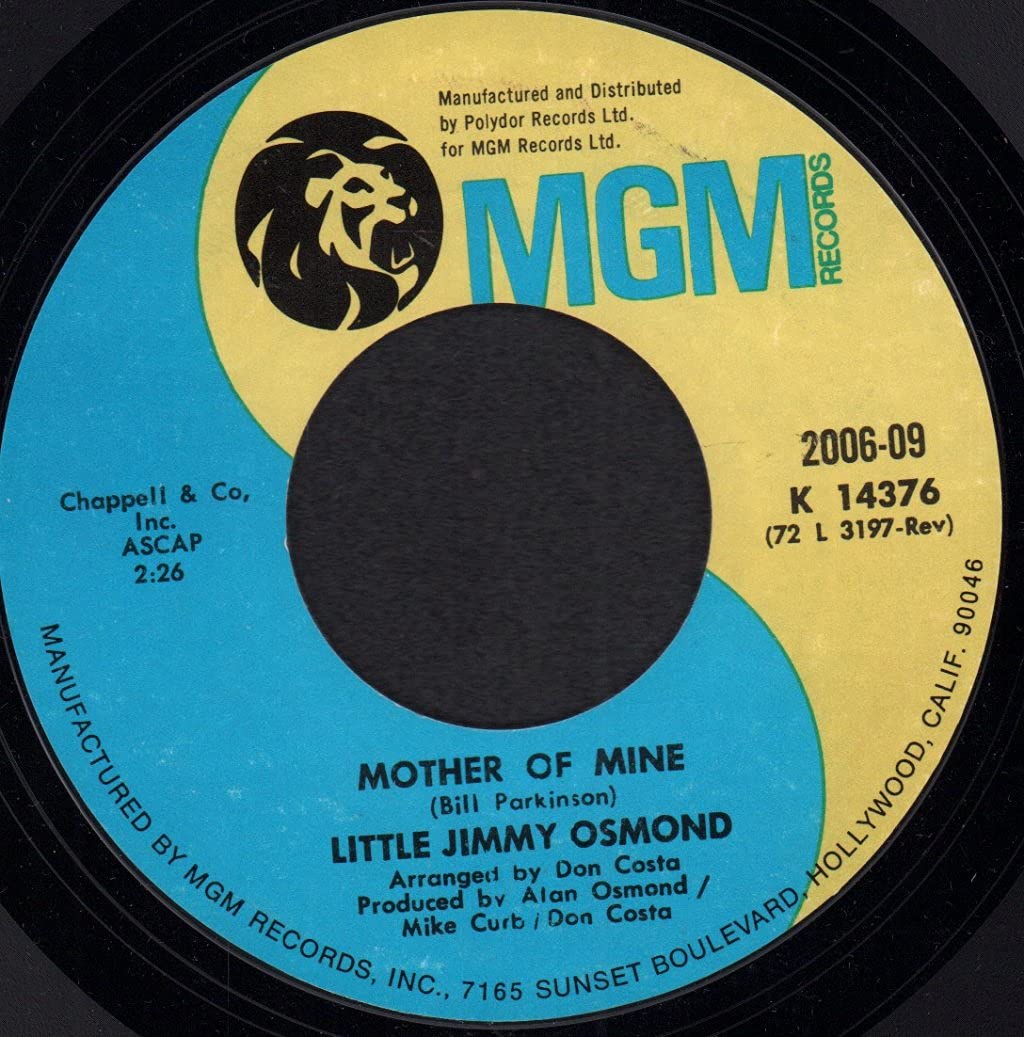 Manufactured and Distributed
by Polydor Records Ltd.
for MGM Records Ltd.
MGM
RECORDS
2006-09
K 14376
(72 L 3197-Rev)
Chappell & Co,
Inc.
ASCAP
2:26
MOTHER OF MINE
(Bill Parkinson)
LITTLE JIMMY OSMOND
Arranged by Don Costa
Produced by Alan Osmond /
Mike Curb / Don Costa
MANUFACTURED BY MGM RECORDS, INC., 7165 SUNSET BOULEVARD, HOLLYWOOD, CALIF. 90046